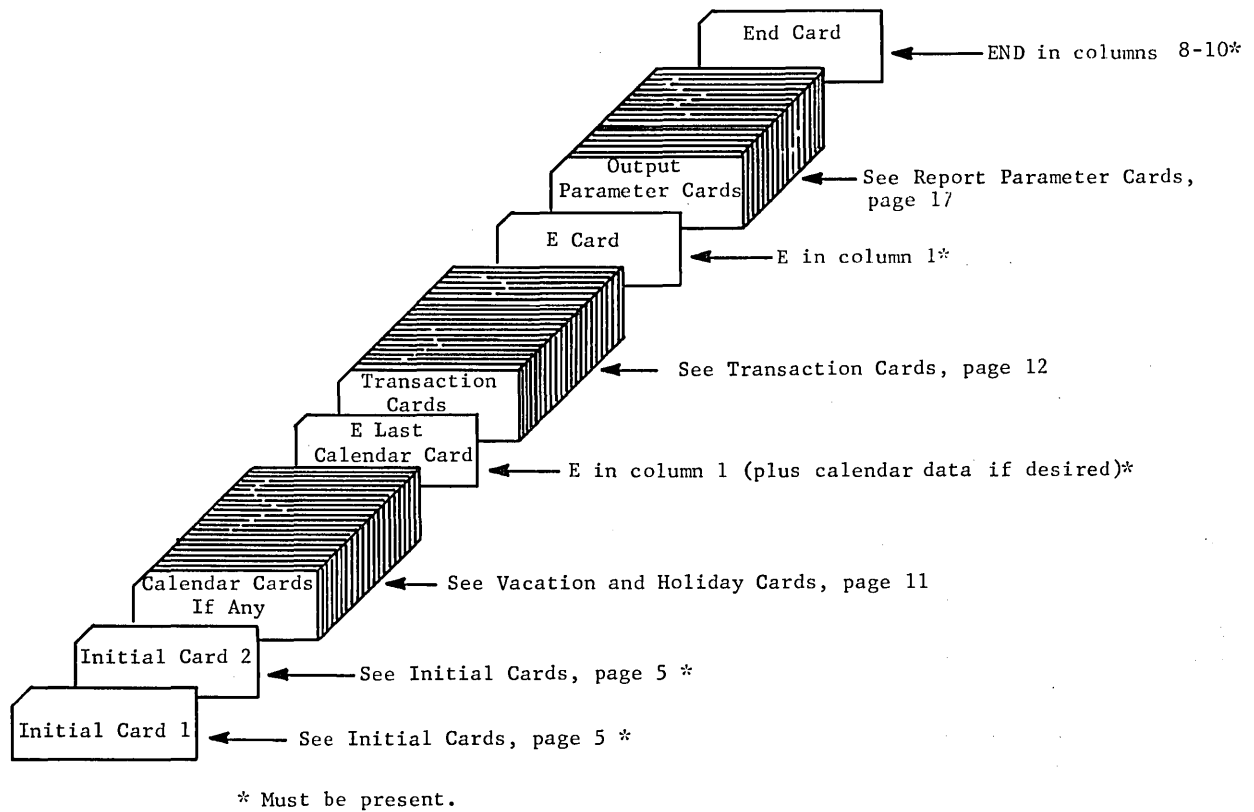 End Card
END in columns 8-10*
Output
Parameter Cards
See Report Parameter Cards,
page 17
E Card
E in column 1*
Transaction
Cards
See Transaction Cards, page 12
E Last
Calendar Card
E in column 1 (plus calendar data if desired)*
Calendar Cards
If Any
See Vacation and Holiday Cards, page 11
Initial Card 2
See Initial Cards, page 5 *
Initial Card 1
See Initial Cards, page 5 *
* Must be present.